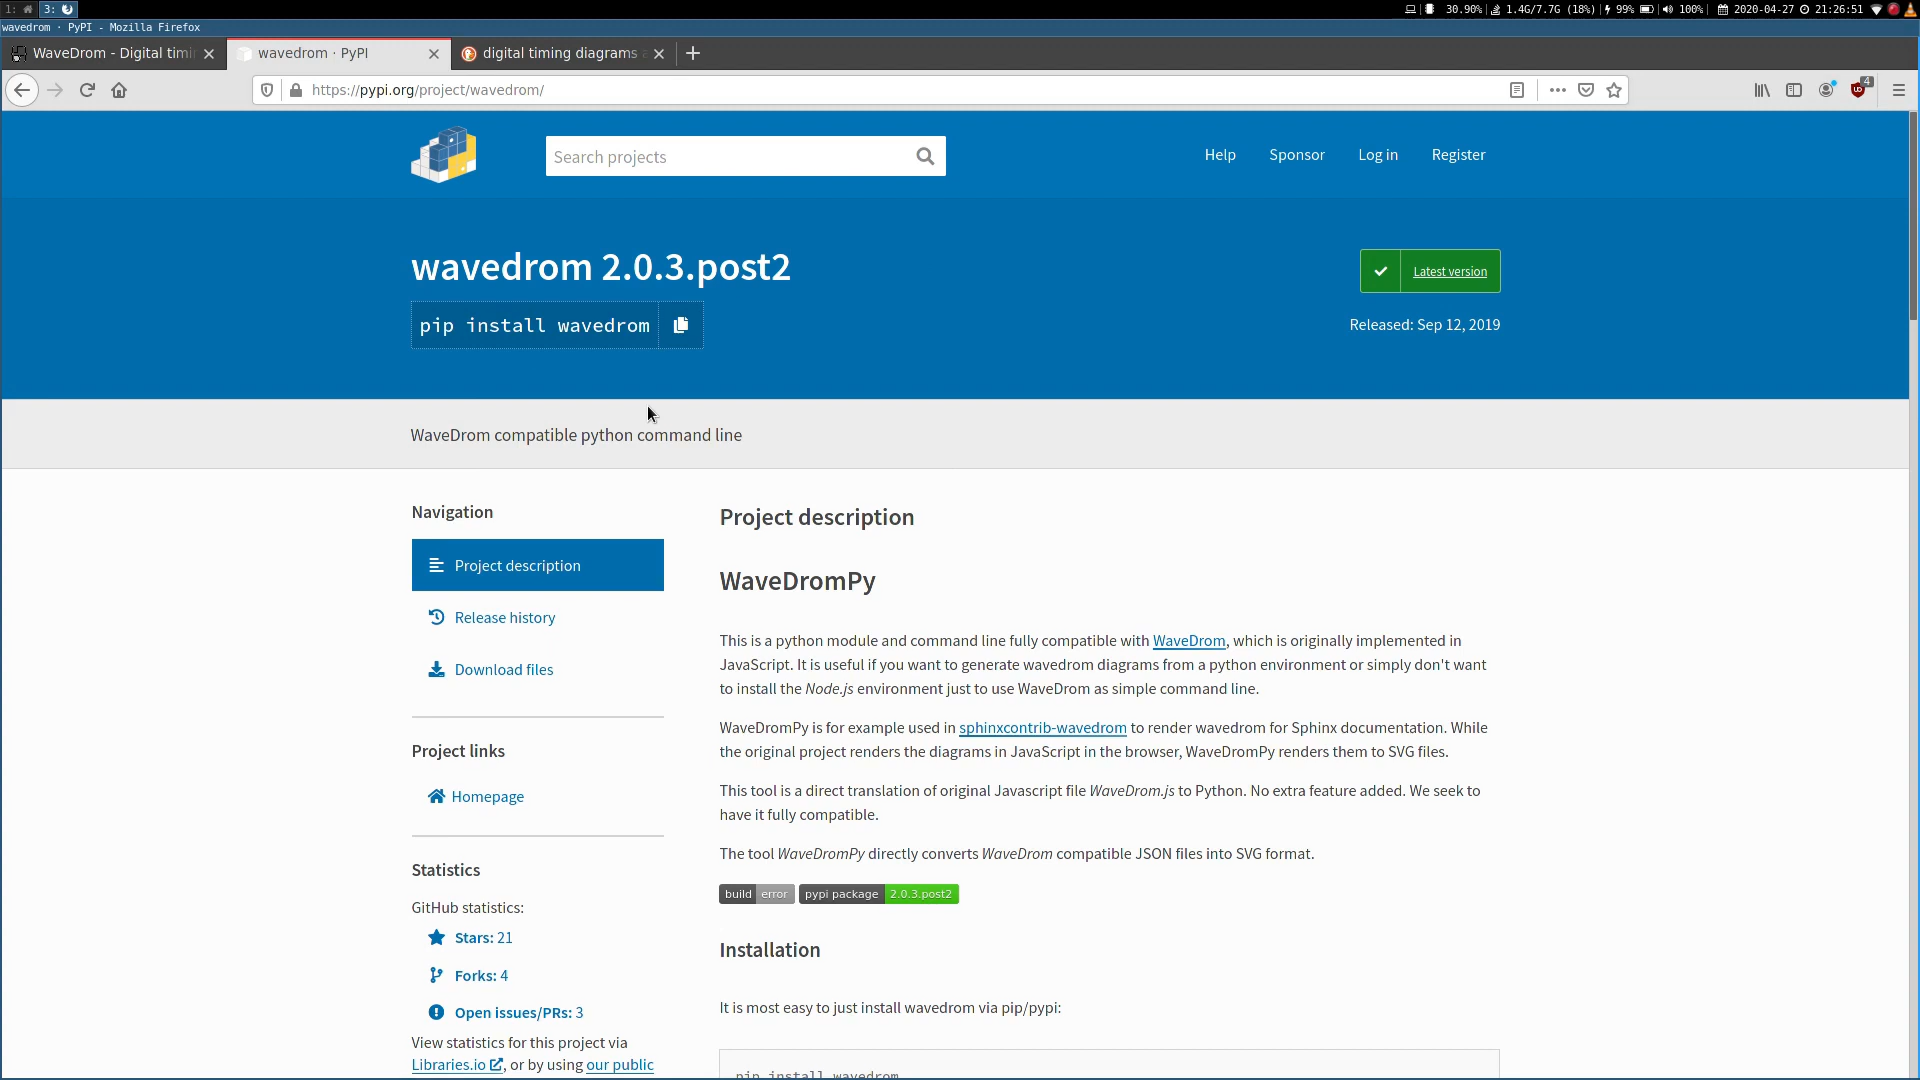 1: 3: 30.90% 1.4G/7.7G (18%) 99% 100% 2020-04-27 21:26:51
wavedrom · PyPI - Mozilla Firefox
WaveDrom - Digital timi wavedrom · PyPI digital timing diagrams
https://pypi.org/project/wavedrom/ 4
Search projects Help Sponsor Log in Register
wavedrom 2.0.3.post2
Latest version
pip install wavedrom
Released: Sep 12, 2019
WaveDrom compatible python command line
Navigation
Project description
Release history
Download files
Project links
Homepage
Statistics
GitHub statistics:
Stars: 21
Forks: 4
Open issues/PRs: 3
View statistics for this project via
Libraries.io, or by using our public
Project description
WaveDromPy
This is a python module and command line fully compatible with WaveDrom, which is originally implemented in
JavaScript. It is useful if you want to generate wavedrom diagrams from a python environment or simply don't want
to install the Node.js environment just to use WaveDrom as simple command line.
WaveDromPy is for example used in sphinxcontrib-wavedrom to render wavedrom for Sphinx documentation. While
the original project renders the diagrams in JavaScript in the browser, WaveDromPy renders them to SVG files.
This tool is a direct translation of original Javascript file WaveDrom.js to Python. No extra feature added. We seek to
have it fully compatible.
The tool WaveDromPy directly converts WaveDrom compatible JSON files into SVG format.
build error pypi package 2.0.3.post2
Installation
It is most easy to just install wavedrom via pip/pypi:
pip install wavedrom